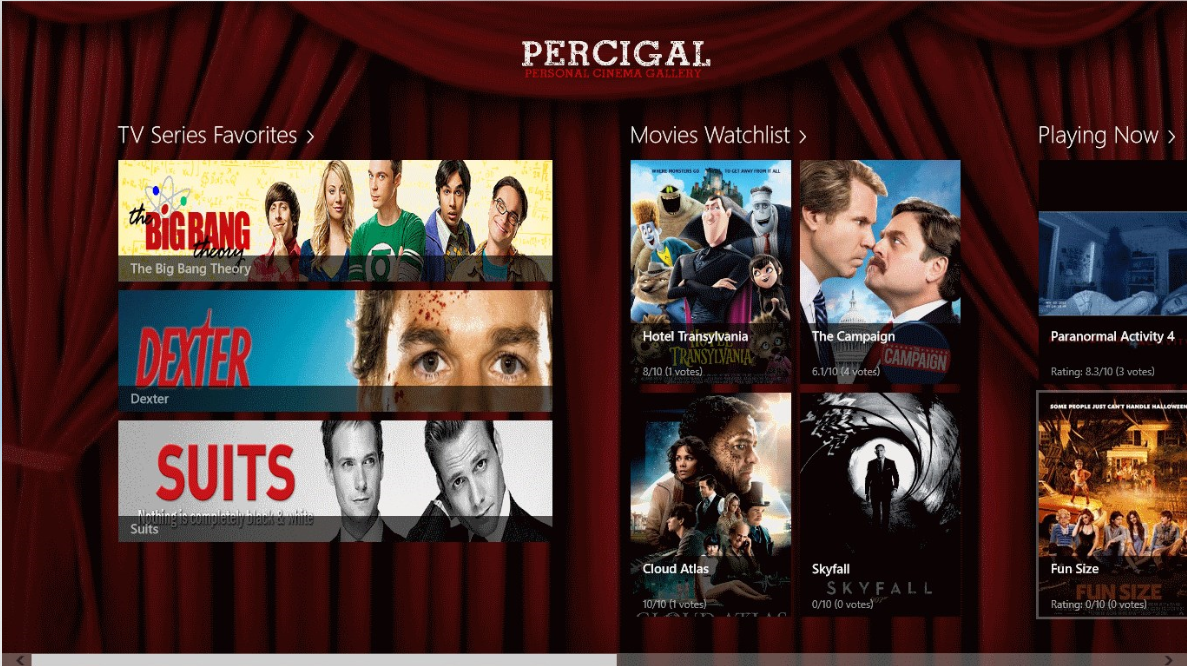 PERCIGAL
PERSONAL CINEMA GALLERY
TV Series Favorites
the
BIG BANG
theory
The Big Bang Theory
DEXTER
Dexter
SUITS
Nothing is completely black & white
Suits
Movies Watchlist
WHERE MONSTERS GO TO GET AWAY FROM IT ALL
Hotel Transylvania
HOTEL
TRANSYLVANIA
8/10 (1 votes)
The Campaign
CAMPAIGN
6.1/10 (4 votes)
Cloud Atlas
10/10 (1 votes)
CLOUD ATLAS
Skyfall
SKYFALL
0/10 (0 votes)
Playing Now
Paranormal Activity 4
Rating: 8.3/10 (3 votes)
SOME PEOPLE JUST CAN'T HANDLE HALLOWEEN
Fun Size
FUN SIZE
Rating: 0/10 (0 votes)